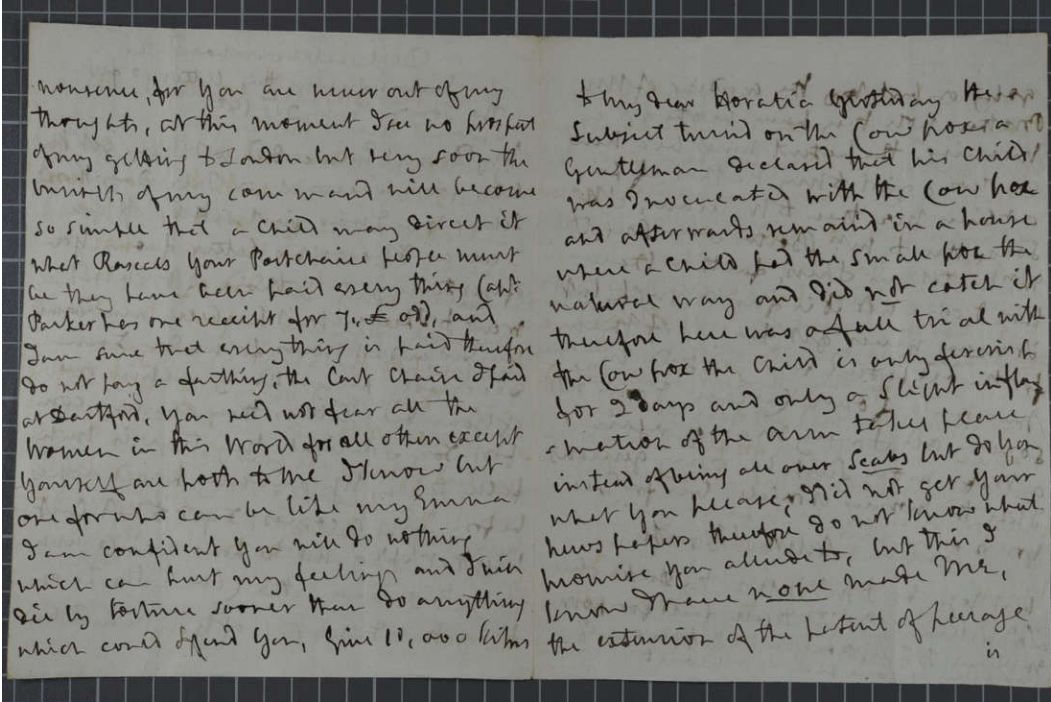 nonsense, for you are never out of my
thoughts, at this moment I see no prospect
of my getting to London but very soon the
business of my command will become
so simple that a Child may direct it
what Rascals your Postchaise people must
be they have been paid every thing Capt:
Parker has one receipt for 7,,£ odd, and
I am sure that every thing is paid therefore
do not pay a farthing, the Cart Chaise I paid
at Dartford, you need not fear all the
Women in this World for all others except
yourself are pests to me I know but
one for who can be like my Emma
I am confident you will do nothing
which can hurt my feelings and I will
die by torture sooner than do any thing
which could offend you, Give 10,000 kisses
to my dear Horatia yesterday the
Subject turnd on the Cow pox a
Gentleman declared that his Child
was Innoculated with the Cow pox
and afterwards remaind in a house
where a Child had the Small pox the
natural way and did not catch it
therefore here was a full trial with
the Cow pox the Child is only feverish
for 2 days and only a slight infla
-mation of the arm takes place
instead of being all over Scabs but do you
what you please, I did not get your
news papers therefore do not know what
promise you allude to, but this I
know I have none made me,
the extension of the patent of peerage
is